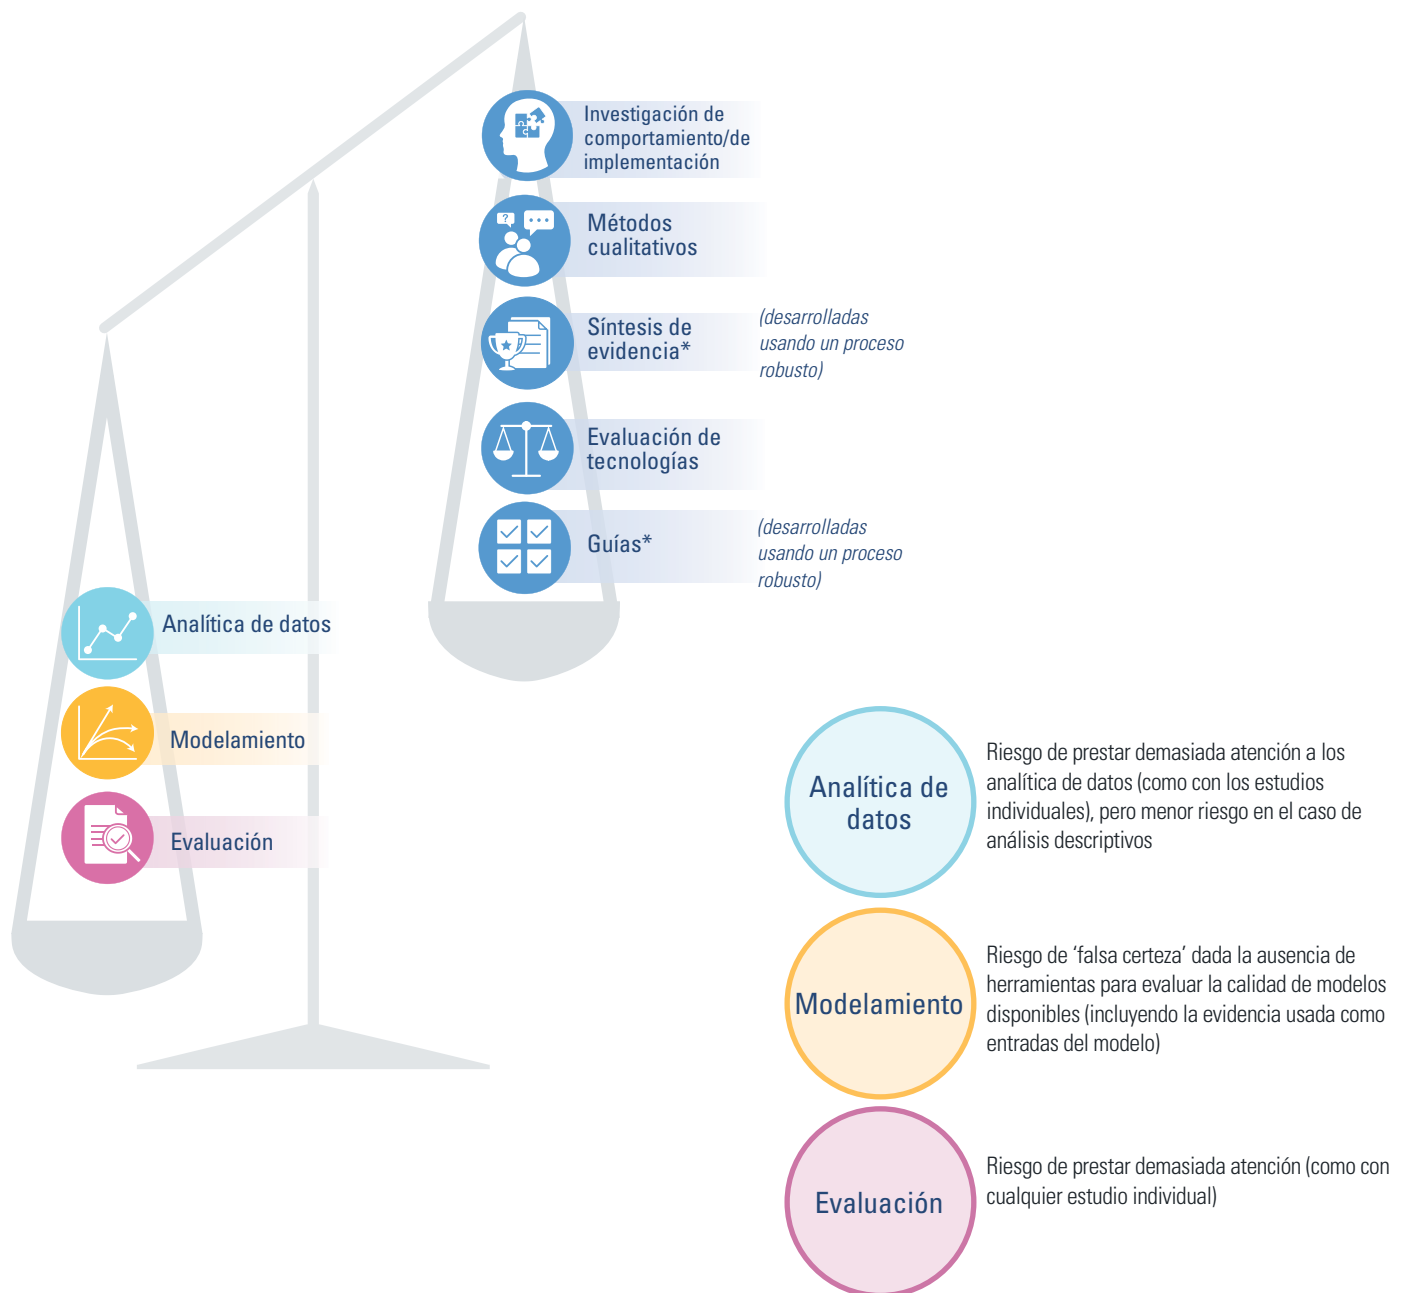 Investigación de
comportamiento/de
implementación
Métodos
cualitativos
?
Síntesis de
evidencia*
(desarrolladas
usando un proceso
robusto)
Evaluación de
tecnologías
Guías*
(desarrolladas
usando un proceso
robusto)
Analítica de datos
Modelamiento
Evaluación
Analítica de
datos
Riesgo de prestar demasiada atención a los
analítica de datos (como con los estudios
individuales), pero menor riesgo en el caso de
análisis descriptivos
Modelamiento
Riesgo de ‘falsa certeza’ dada la ausencia de
herramientas para evaluar la calidad de modelos
disponibles (incluyendo la evidencia usada como
entradas del modelo)
Evaluación
Riesgo de prestar demasiada atención (como con
cualquier estudio individual)